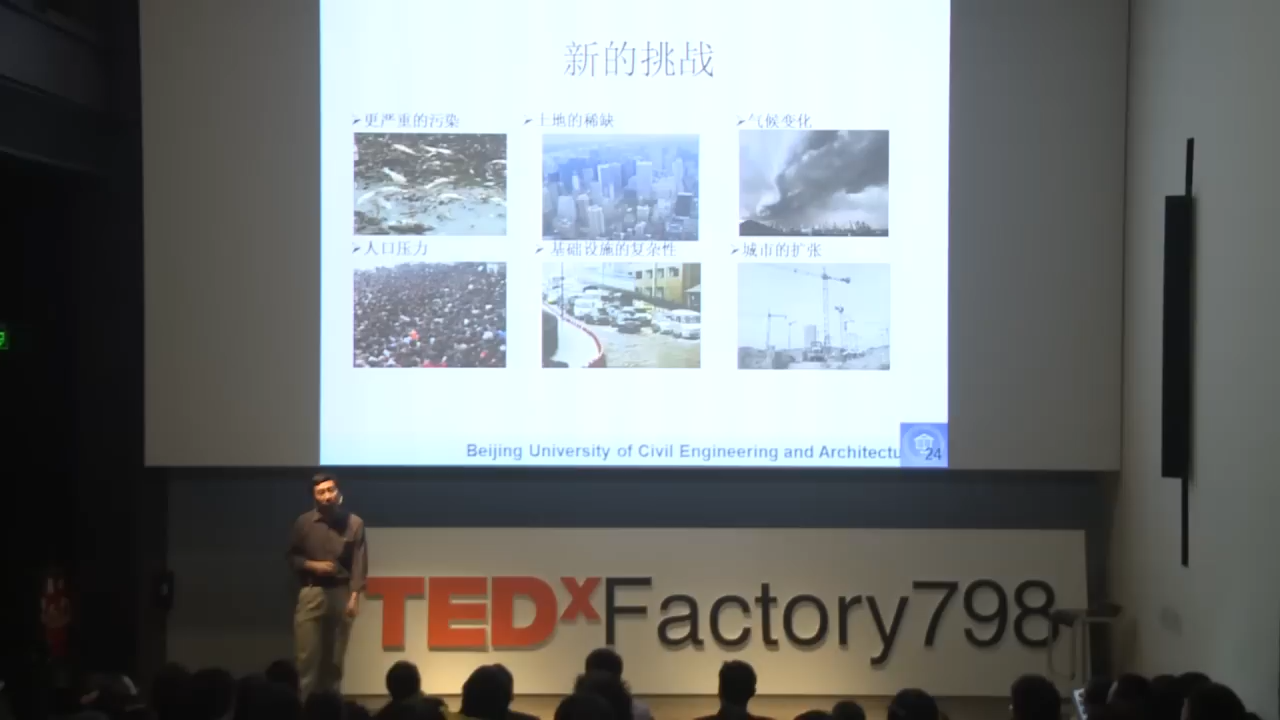 新的挑战
➢更严重的污染
➢土地的稀缺
➢气候变化
➢人口压力
➢基础设施的复杂性
➢城市的扩张
Beijing University of Civil Engineering and Architectu
24
TEDxFactory798